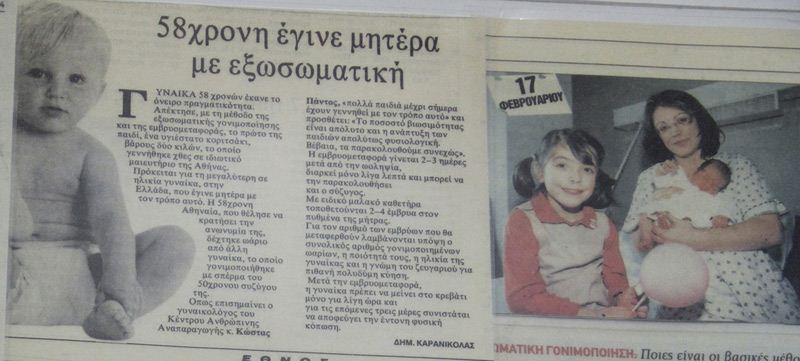 58χρονη έγινε μητέρα
με εξωσωματική
ΓΥΝΑΙΚΑ 58 χρονών έκανε το
όνειρο πραγματικότητα.
Απέκτησε, με τη μέθοδο της
εξωσωματικής γονιμοποίησης
και της εμβρυομεταφοράς, το πρώτο της
παιδί, ένα υγιέστατο κοριτσάκι,
βάρους δύο κιλών, το οποίο
γεννήθηκε χθες σε ιδιωτικό
μαιευτήριο της Αθήνας.
Πρόκειται για τη μεγαλύτερη σε
ηλικία γυναίκα, στην
Ελλάδα, που έγινε μητέρα με
τον τρόπο αυτό. Η 58χρονη
Αθηναία, που θέλησε να
κρατήσει την
ανωνυμία της,
δέχτηκε ωάριο
από άλλη
γυναίκα, το οποίο
γονιμοποιήθηκε
με σπέρμα του
50χρονου συζύγου
της.
Οπως επισημαίνει ο
γυναικολόγος του
Κέντρου Ανθρώπινης
Αναπαραγωγής κ. Κώστας
Πάντος, «πολλά παιδιά μέχρι σήμερα
έχουν γεννηθεί με τον τρόπο αυτό» και
προσθέτει: «Το ποσοστό βιωσιμότητας
είναι απόλυτο και η ανάπτυξη των
παιδιών απολύτως φυσιολογική.
Βέβαια, τα παρακολουθούμε συνεχώς».
Η εμβρυομεταφορά γίνεται 2-3 ημέρες
μετά από την ωοληψία,
διαρκεί μόνο λίγα λεπτά και μπορεί να
την παρακολουθήσει
και ο σύζυγος.
Με ειδικό μαλακό καθετήρα
τοποθετούνται 2-4 έμβρυα στον
πυθμένα της μήτρας.
Για τον αριθμό των εμβρύων που θα
μεταφερθούν λαμβάνονται υπόψη ο
συνολικός αριθμός γονιμοποιημένων
ωαρίων, η ποιότητά τους, η ηλικία της
γυναίκας και η γνώμη του ζευγαριού για
πιθανή πολυδύμη κύηση.
Μετά την εμβρυομεταφορά,
η γυναίκα πρέπει να μείνει στο κρεβάτι
μόνο για λίγη ώρα και
για τις επόμενες τρεις μέρες συνιστάται
να αποφεύγει την έντονη φυσική
κόπωση.
ΔΗΜ. ΚΑΡΑΝΙΚΟΛΑΣ
17
ΦΕΒΡΟΥΑΡΙΟΥ
ΩΜΑΤΙΚΗ ΓΟΝΙΜΟΠΟΙΗΣΗ: Ποιες είναι οι βασικές